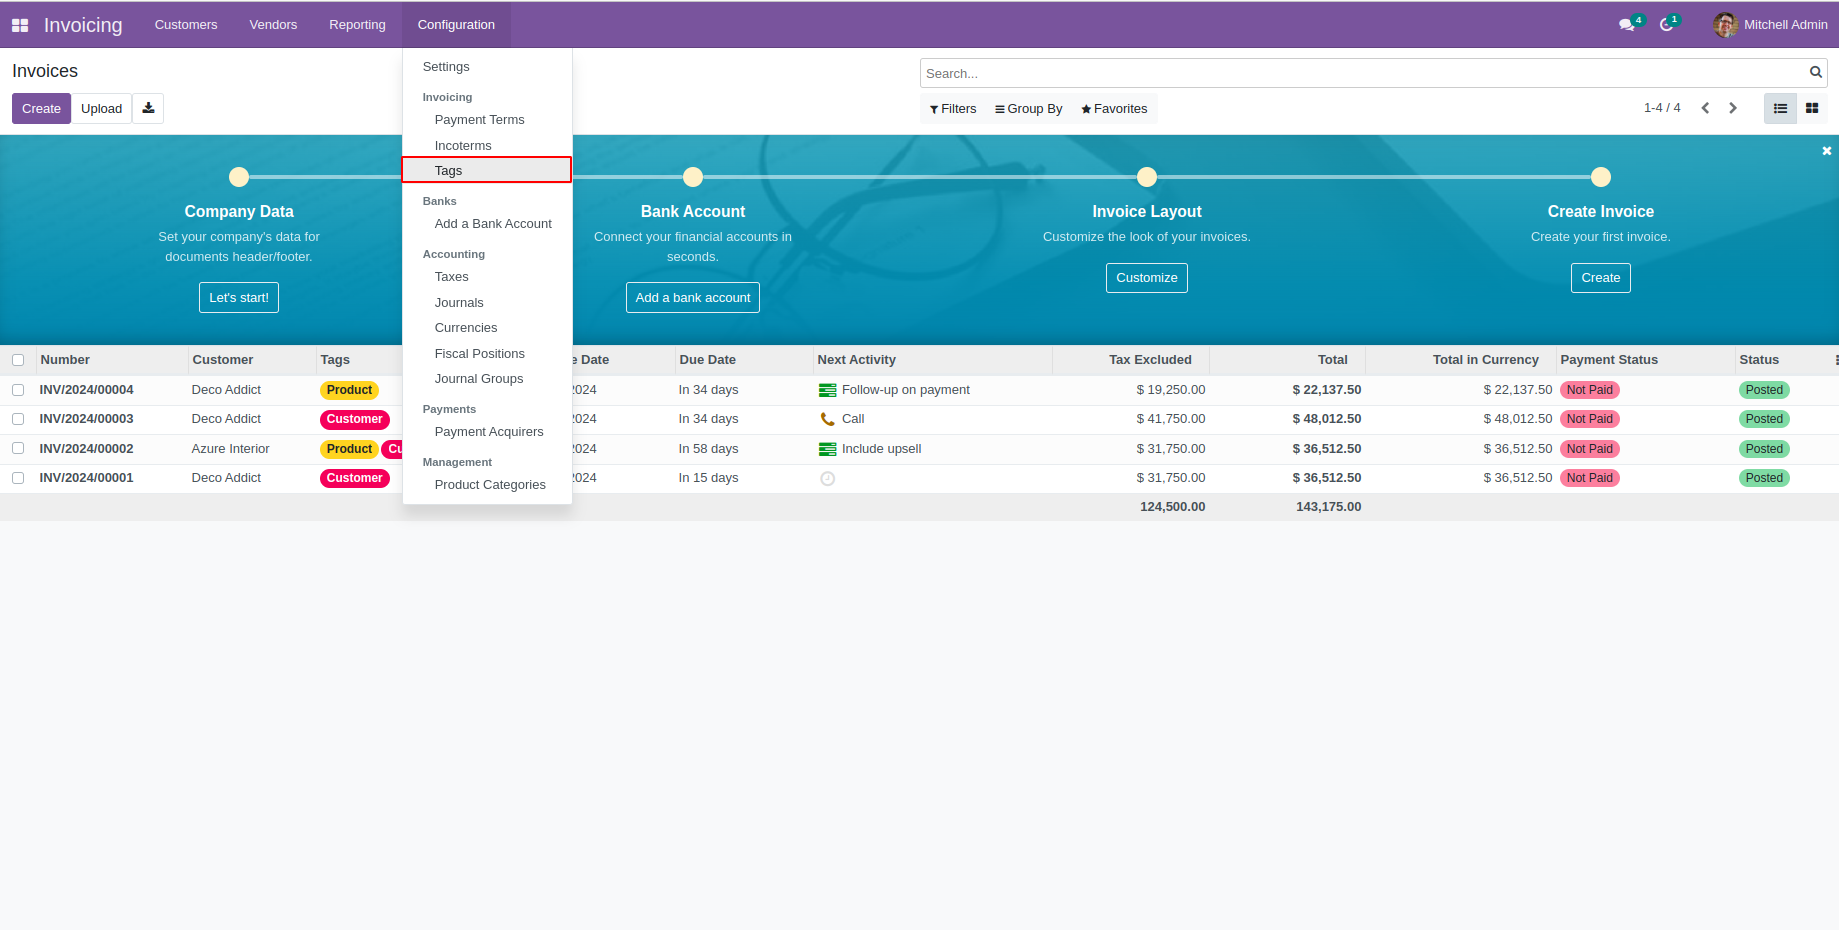 Invoicing Customers Vendors Reporting Configuration 4 1 Mitchell Admin
Invoices
Search...
Create Upload
Filters Group By Favorites
1-4 / 4
Settings
Invoicing
Payment Terms
Incoterms
Tags
Banks
Add a Bank Account
Accounting
Taxes
Journals
Currencies
Fiscal Positions
Journal Groups
Payments
Payment Acquirers
Management
Product Categories
Company Data
Set your company's data for
documents header/footer.
Let's start!
Bank Account
Connect your financial accounts in
seconds.
Add a bank account
Invoice Layout
Customize the look of your invoices.
Customize
Create Invoice
Create your first invoice.
Create
Number Customer Tags Date Due Date Next Activity Tax Excluded Total Total in Currency Payment Status Status
INV/2024/00004 Deco Addict Product 2024 In 34 days Follow-up on payment $ 19,250.00 $ 22,137.50 $ 22,137.50 Not Paid Posted
INV/2024/00003 Deco Addict Customer 2024 In 34 days Call $ 41,750.00 $ 48,012.50 $ 48,012.50 Not Paid Posted
INV/2024/00002 Azure Interior Product Cu 2024 In 58 days Include upsell $ 31,750.00 $ 36,512.50 $ 36,512.50 Not Paid Posted
INV/2024/00001 Deco Addict Customer 2024 In 15 days $ 31,750.00 $ 36,512.50 $ 36,512.50 Not Paid Posted
124,500.00 143,175.00